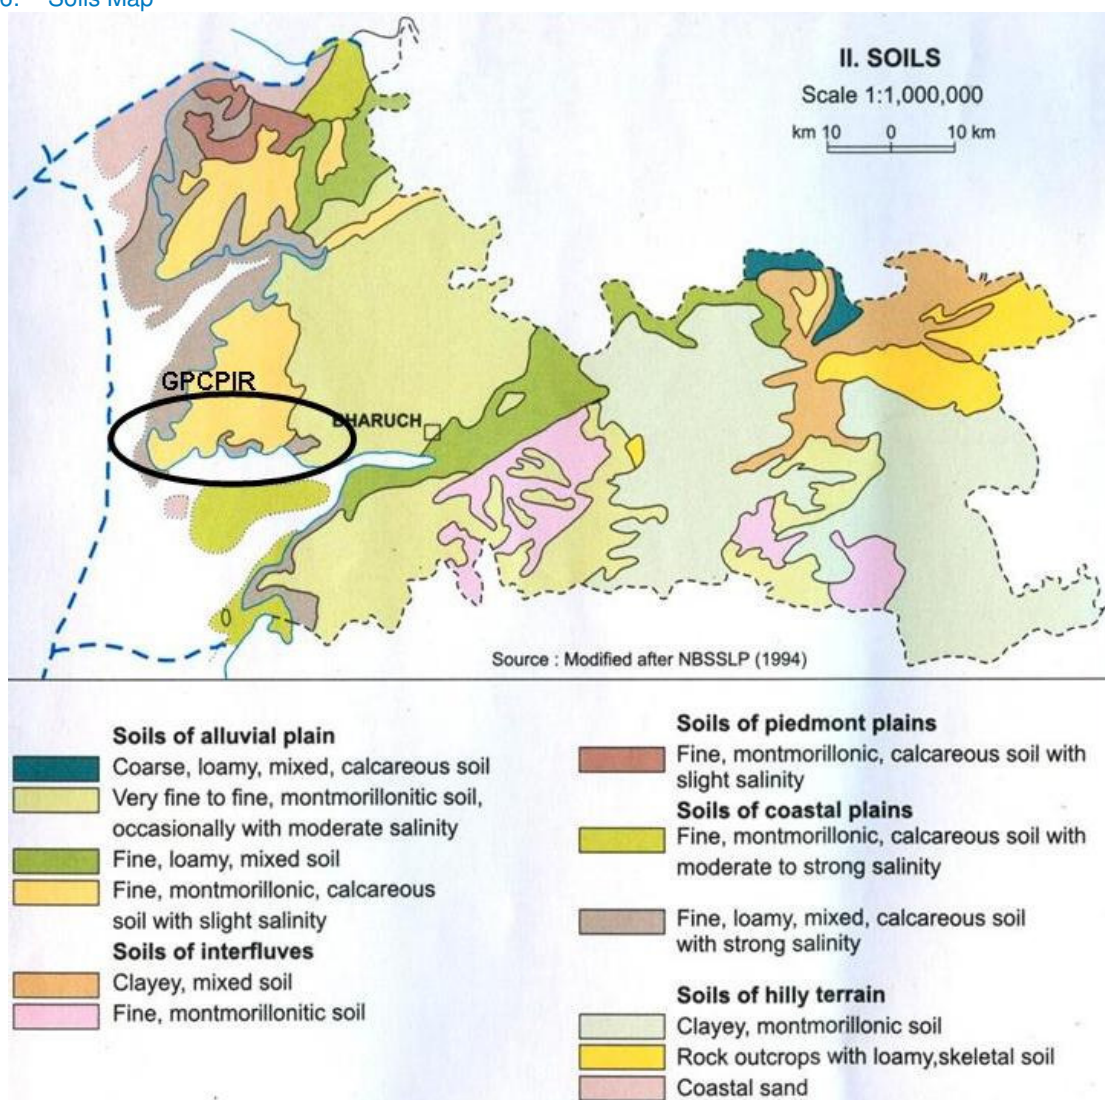 6. Soils Map
II. SOILS
Scale 1:1,000,000
km 10 0 10 km
GPCPIR
BHARUCH
Source : Modified after NBSSLP (1994)
Soils of alluvial plain
Coarse, loamy, mixed, calcareous soil
Very fine to fine, montmorillonitic soil,
occasionally with moderate salinity
Fine, loamy, mixed soil
Fine, montmorillonic, calcareous
soil with slight salinity
Soils of interfluves
Clayey, mixed soil
Fine, montmorillonitic soil
Soils of piedmont plains
Fine, montmorillonic, calcareous soil with
slight salinity
Soils of coastal plains
Fine, montmorillonic, calcareous soil with
moderate to strong salinity
Fine, loamy, mixed, calcareous soil
with strong salinity
Soils of hilly terrain
Clayey, montmorillonic soil
Rock outcrops with loamy,skeletal soil
Coastal sand